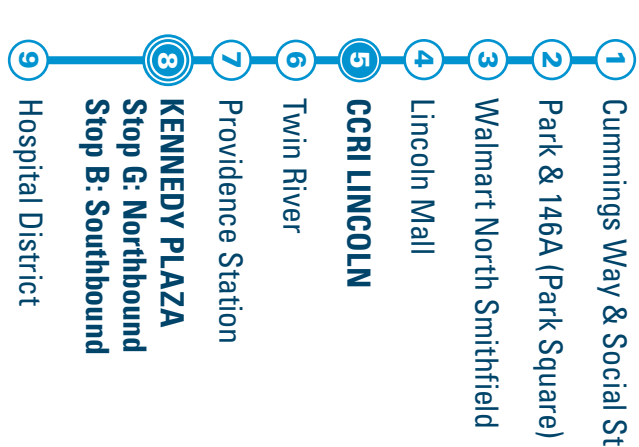 1 Cummings Way & Social St
2 Park & 146A (Park Square)
3 Walmart North Smithfield
4 Lincoln Mall
5 CCRI LINCOLN
6 Twin River
7 Providence Station
8 KENNEDY PLAZA
Stop G: Northbound
Stop B: Southbound
9 Hospital District